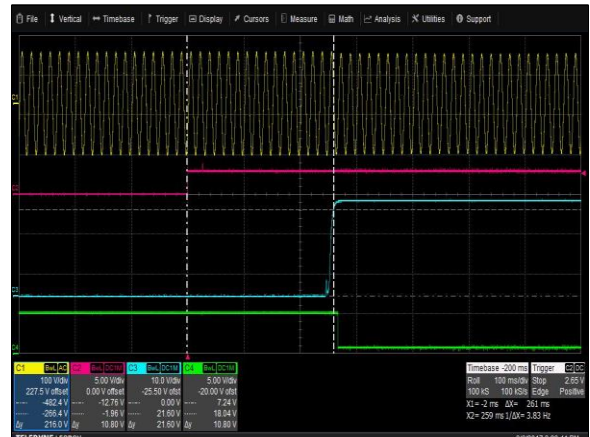 File Vertical Timebase Trigger Display Cursors Measure Math Analysis Utilities Support
C1
C2
C3
C4
C1 BwL AC C2 BwL DC1M C3 BwL DC1M C4 BwL DC1M
100 V/div 5.00 V/div 10.0 V/div 5.00 V/div
227.5 V offset 0.00 V offset -25.50 V ofst -20.00 V ofst
-482.4 V -12.76 V 0.00 V 7.24 V
-266.4 V -1.96 V 21.60 V 18.04 V
Δy 216.0 V Δy 10.80 V Δy 21.60 V Δy 10.80 V
Timebase -200 ms Trigger C2 DC
Roll 100 ms/div Stop 2.65 V
100 kS 100 kS/s Edge Positive
X1= -2 ms ΔX= 261 ms
X2= 259 ms 1/ΔX= 3.83 Hz